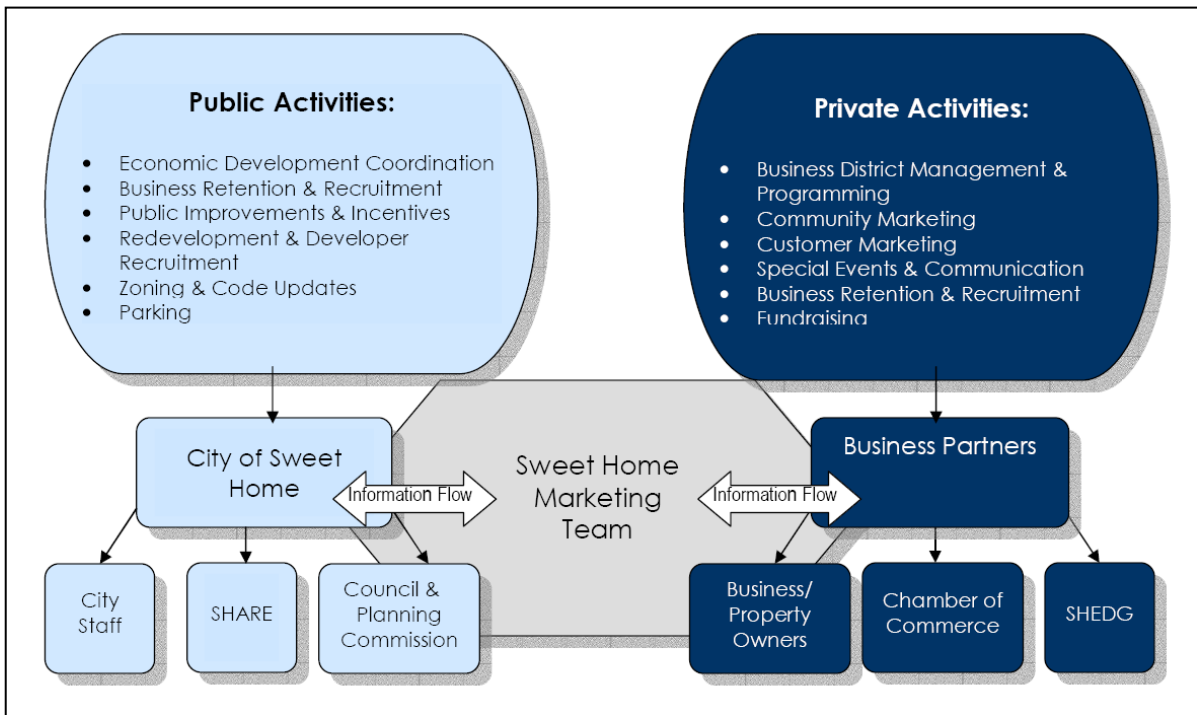 Public Activities:
• Economic Development Coordination
• Business Retention & Recruitment
• Public Improvements & Incentives
• Redevelopment & Developer
Recruitment
• Zoning & Code Updates
• Parking
Private Activities:
• Business District Management &
Programming
• Community Marketing
• Customer Marketing
• Special Events & Communication
• Business Retention & Recruitment
• Fundraising
City of Sweet
Home
Information Flow
Sweet Home
Marketing
Team
Information Flow
Business Partners
City
Staff
SHARE
Council &
Planning
Commission
Business/
Property
Owners
Chamber of
Commerce
SHEDG